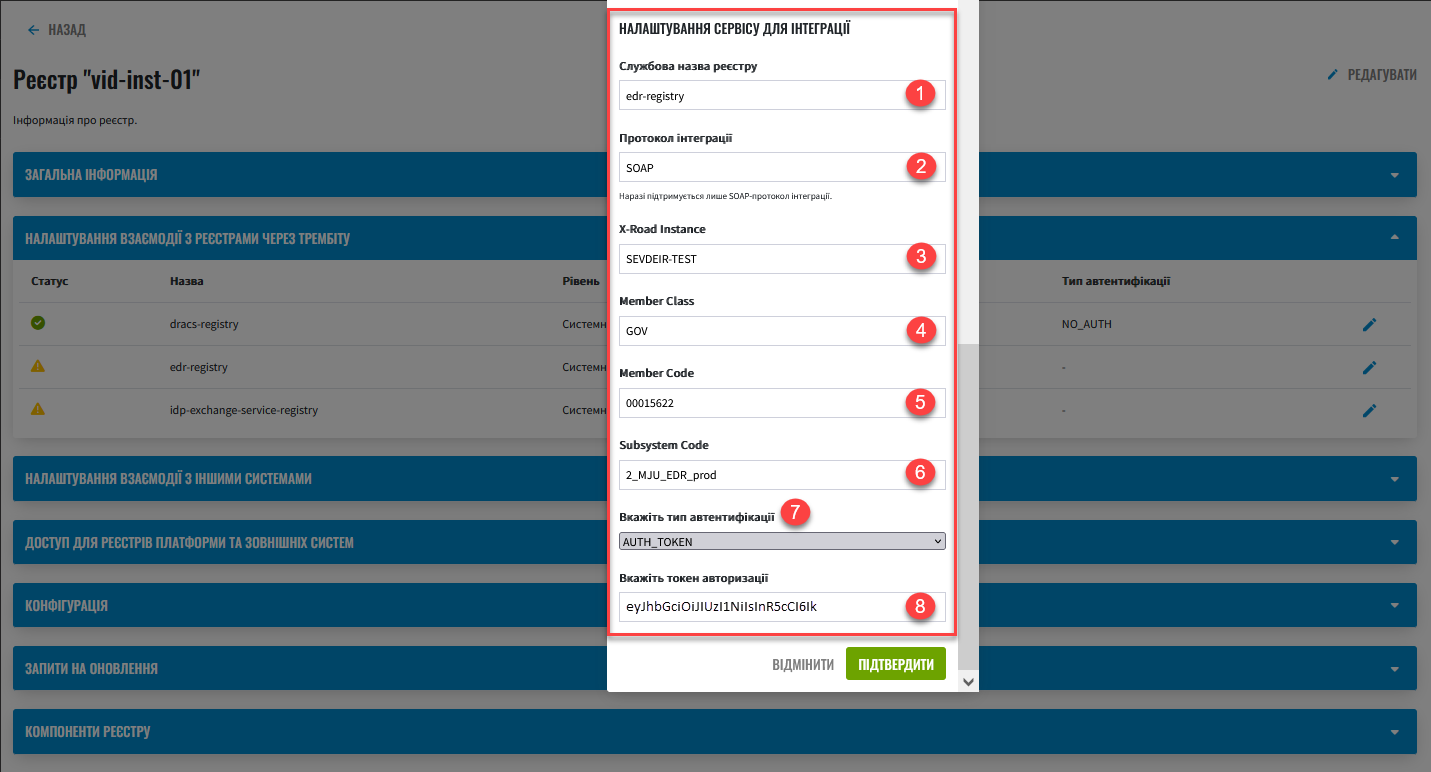 НАЗАД
Реєстр "vid-inst-01"
РЕДАГУВАТИ
Інформація про реєстр.
ЗАГАЛЬНА ІНФОРМАЦІЯ
НАЛАШТУВАННЯ ВЗАЄМОДІЇ З РЕЄСТРАМИ ЧЕРЕЗ ТРЕМБІТУ
Статус Назва Рівень Тип автентифікації
dracs-registry Системн NO_AUTH
edr-registry Системн -
idp-exchange-service-registry Системн -
НАЛАШТУВАННЯ ВЗАЄМОДІЇ З ІНШИМИ СИСТЕМАМИ
ДОСТУП ДЛЯ РЕЄСТРІВ ПЛАТФОРМИ ТА ЗОВНІШНІХ СИСТЕМ
КОНФІГУРАЦІЯ
ЗАПИТИ НА ОНОВЛЕННЯ
КОМПОНЕНТИ РЕЄСТРУ
НАЛАШТУВАННЯ СЕРВІСУ ДЛЯ ІНТЕГРАЦІЇ
Службова назва реєстру
edr-registry 1
Протокол інтеграції
SOAP 2
Наразі підтримується лише SOAP-протокол інтеграції.
X-Road Instance
SEVDEIR-TEST 3
Member Class
GOV 4
Member Code
00015622 5
Subsystem Code
2_MJU_EDR_prod 6
Вкажіть тип автентифікації 7
AUTH_TOKEN
Вкажіть токен авторизації
eyJhbGciOiJIUzI1NiIsInR5cCI6Ik 8
ВІДМІНИТИ ПІДТВЕРДИТИ